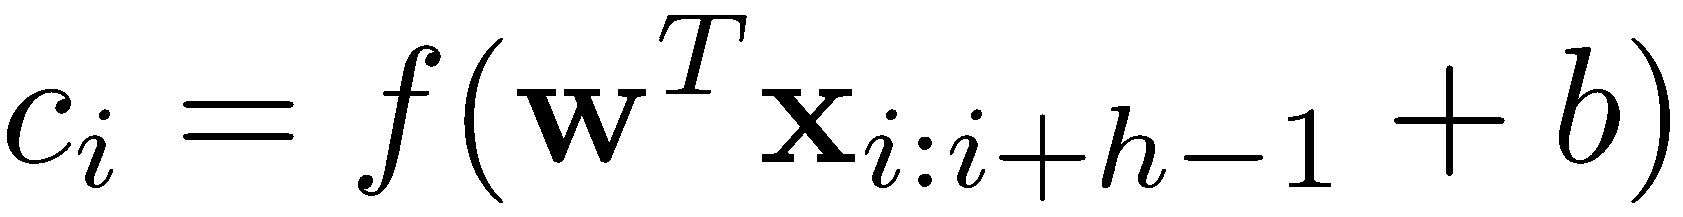 c_i = f(\mathbf{w}^T \mathbf{x}_{i:i+h-1} + b)